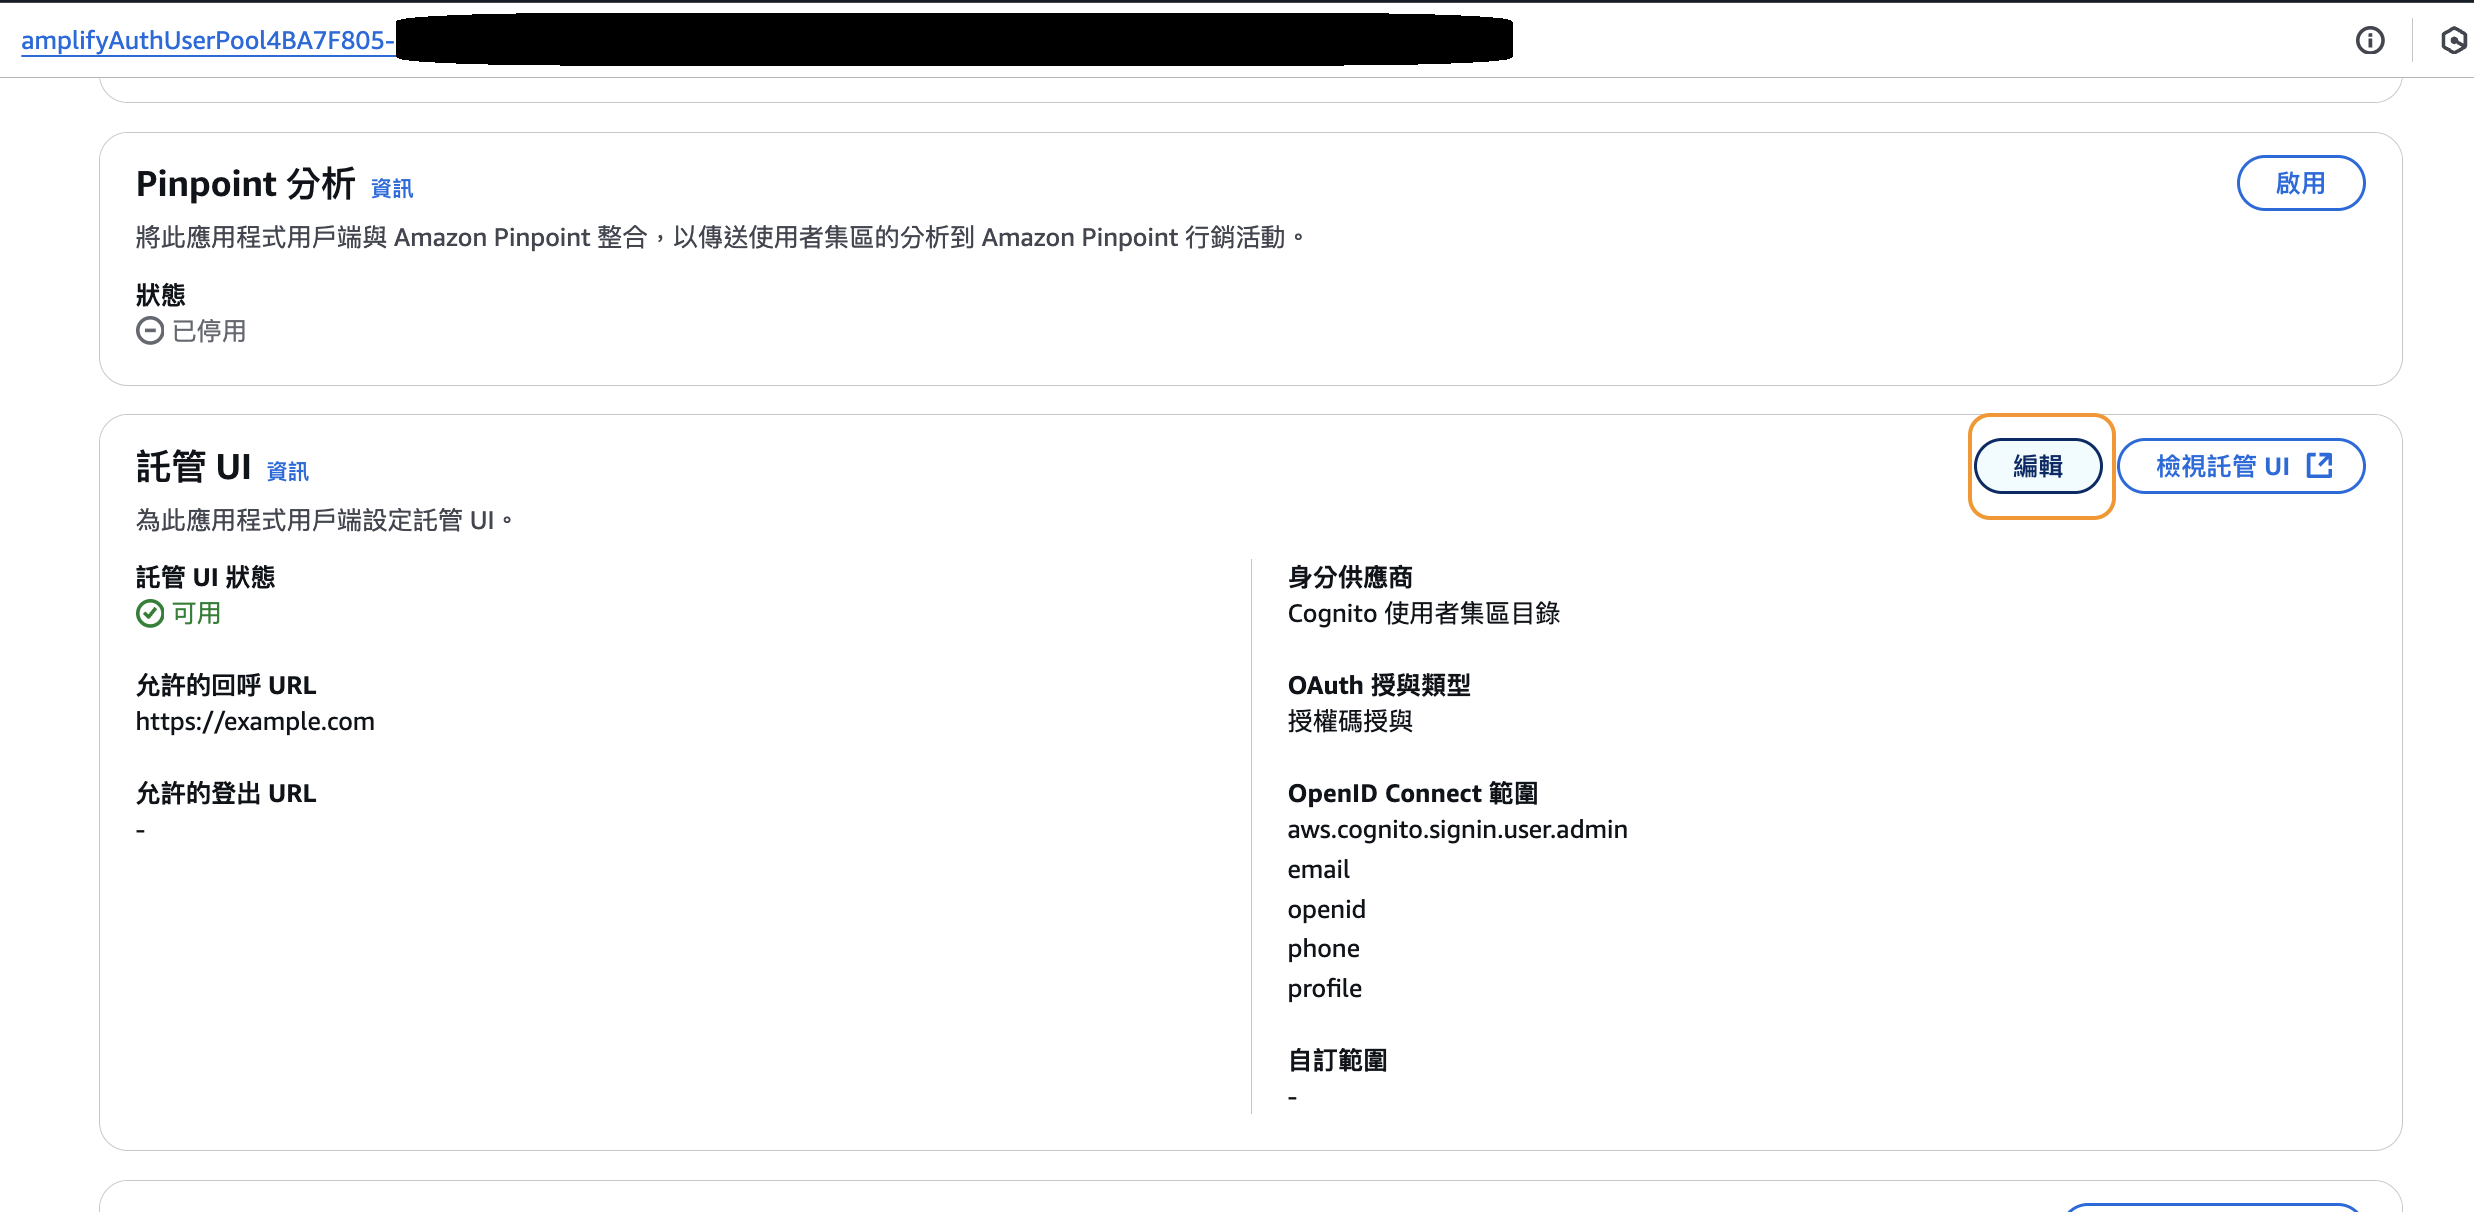 amplifyAuthUserPool4BA7F805-
Pinpoint 分析 資訊
啟用
將此應用程式用戶端與 Amazon Pinpoint 整合，以傳送使用者集區的分析到 Amazon Pinpoint 行銷活動。
狀態
已停用
託管 UI 資訊
編輯
檢視託管 UI
為此應用程式用戶端設定託管 UI。
託管 UI 狀態
可用
允許的回呼 URL
https://example.com
允許的登出 URL
-
身分供應商
Cognito 使用者集區目錄
OAuth 授與類型
授權碼授與
OpenID Connect 範圍
aws.cognito.signin.user.admin
email
openid
phone
profile
自訂範圍
-